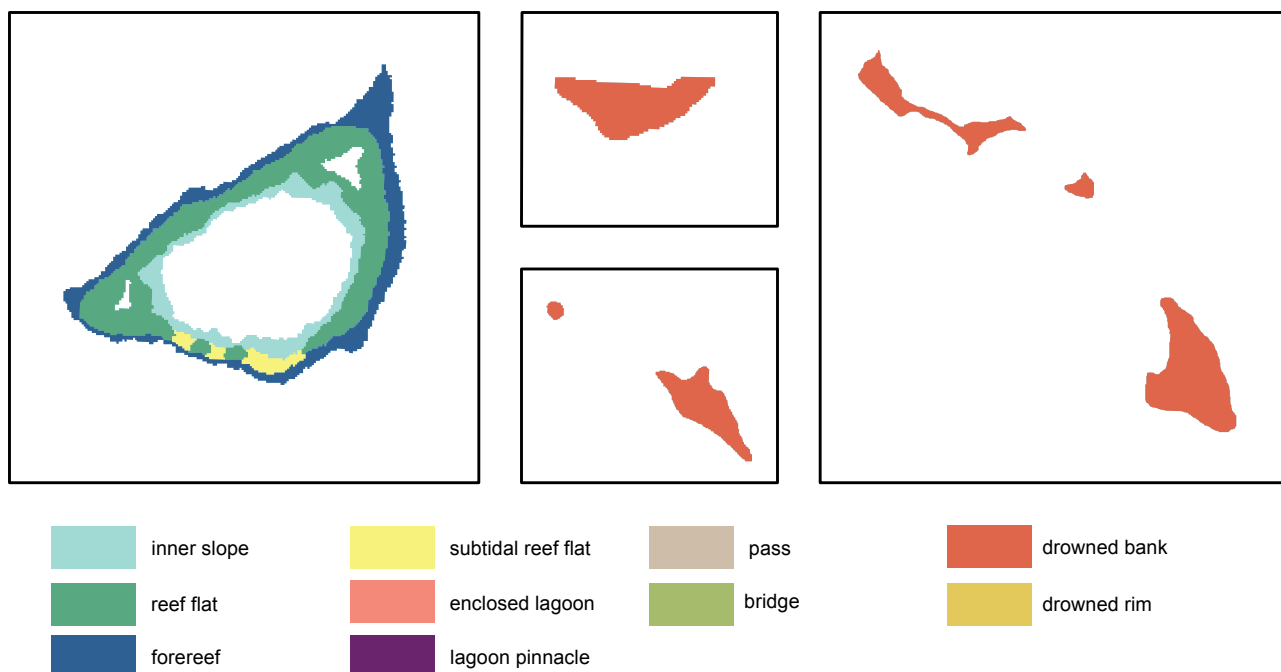 inner slope
reef flat
forereef
subtidal reef flat
enclosed lagoon
lagoon pinnacle
pass
bridge
drowned bank
drowned rim